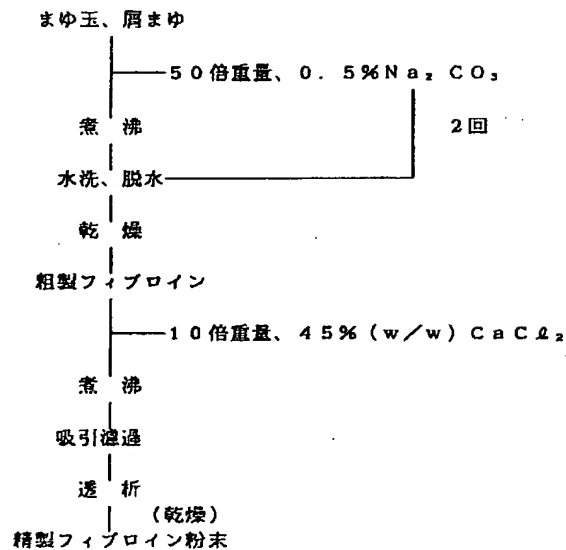 まゆ玉、屑まゆ
50倍重量、0.5%Na₂CO₃
煮沸
2回
水洗、脱水
乾燥
粗製フィブロイン
10倍重量、45%(w/w)CaCl₂
煮沸
吸引濾過
透析
(乾燥)
精製フィブロイン粉末